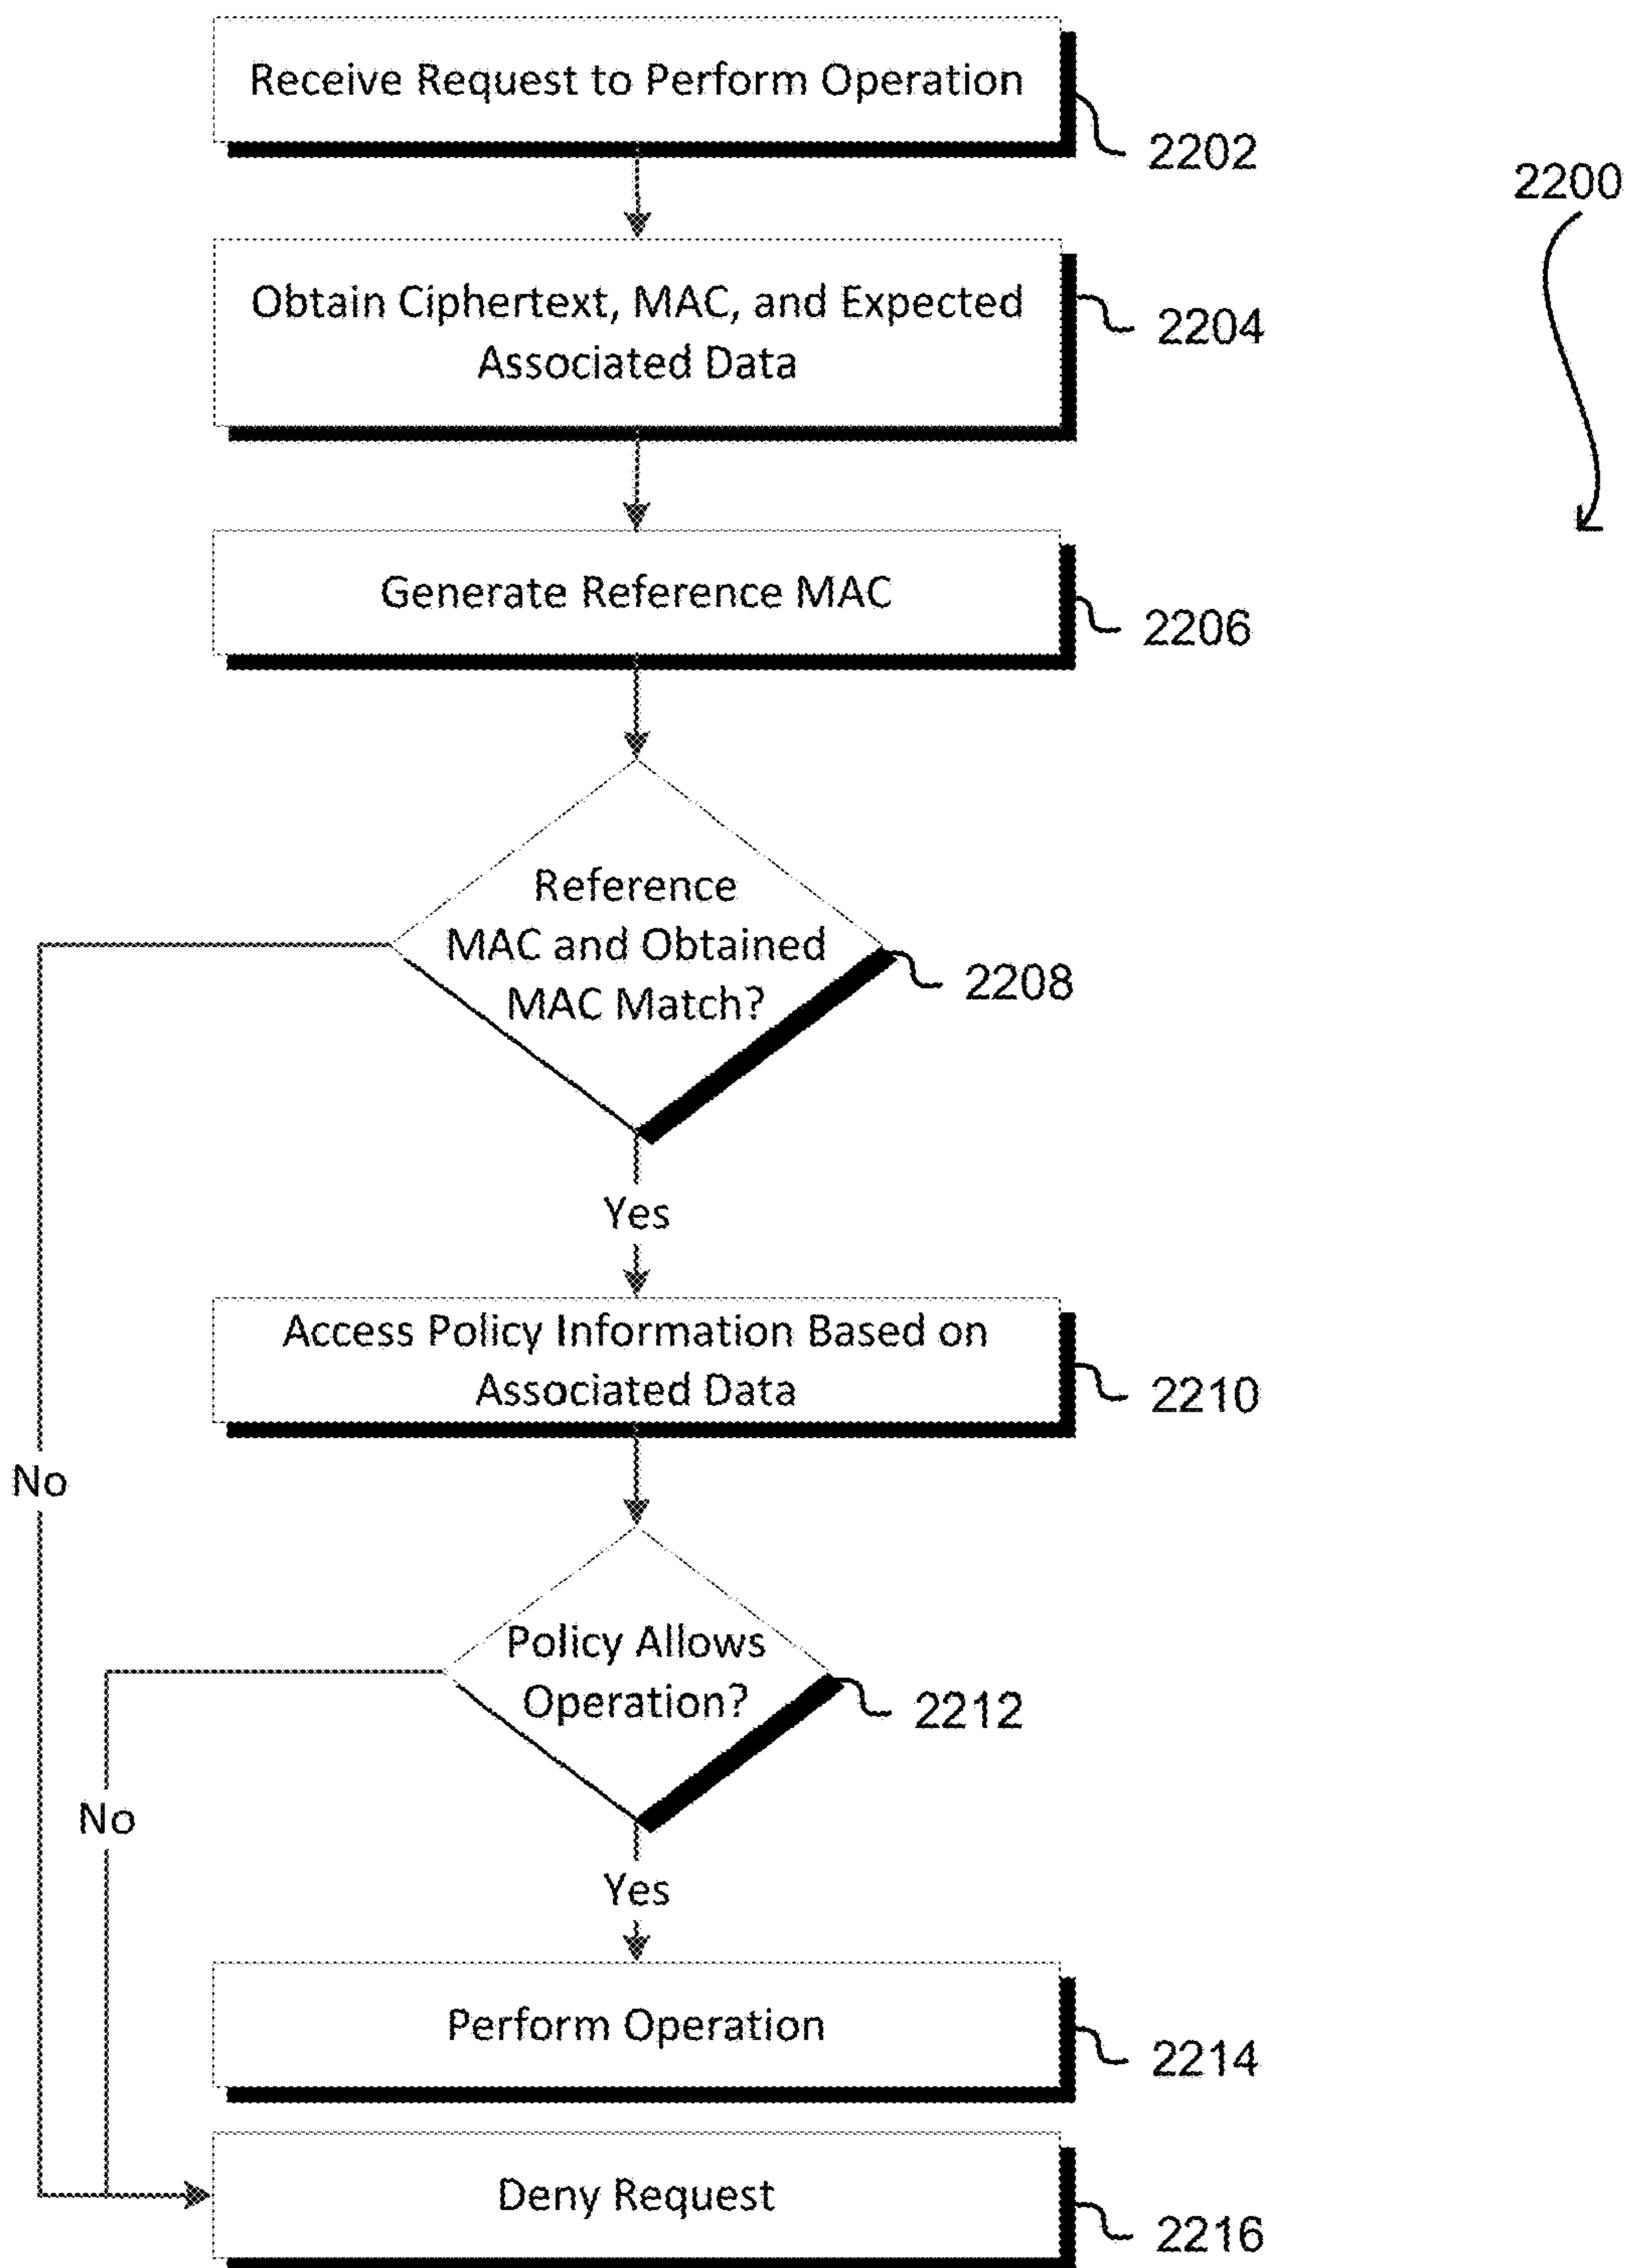 Receive Request to Perform Operation
2202
2200
Obtain Ciphertext, MAC, and Expected
Associated Data
2204
Generate Reference MAC
2206
Reference
MAC and Obtained
MAC Match?
2208
Yes
Access Policy Information Based on
Associated Data
2210
No
Policy Allows
Operation?
2212
No
Yes
Perform Operation
2214
Deny Request
2216